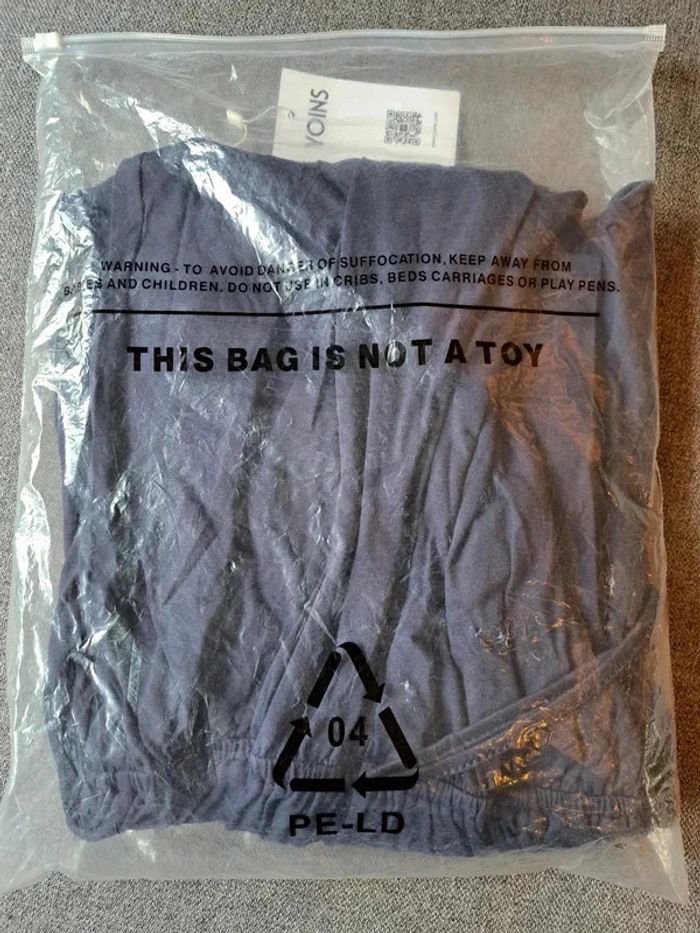 YOINS
WARNING - TO AVOID DANGER OF SUFFOCATION, KEEP AWAY FROM
BABIES AND CHILDREN. DO NOT USE IN CRIBS, BEDS CARRIAGES OR PLAY PENS.
THIS BAG IS NOT A TOY
04
PE-LD